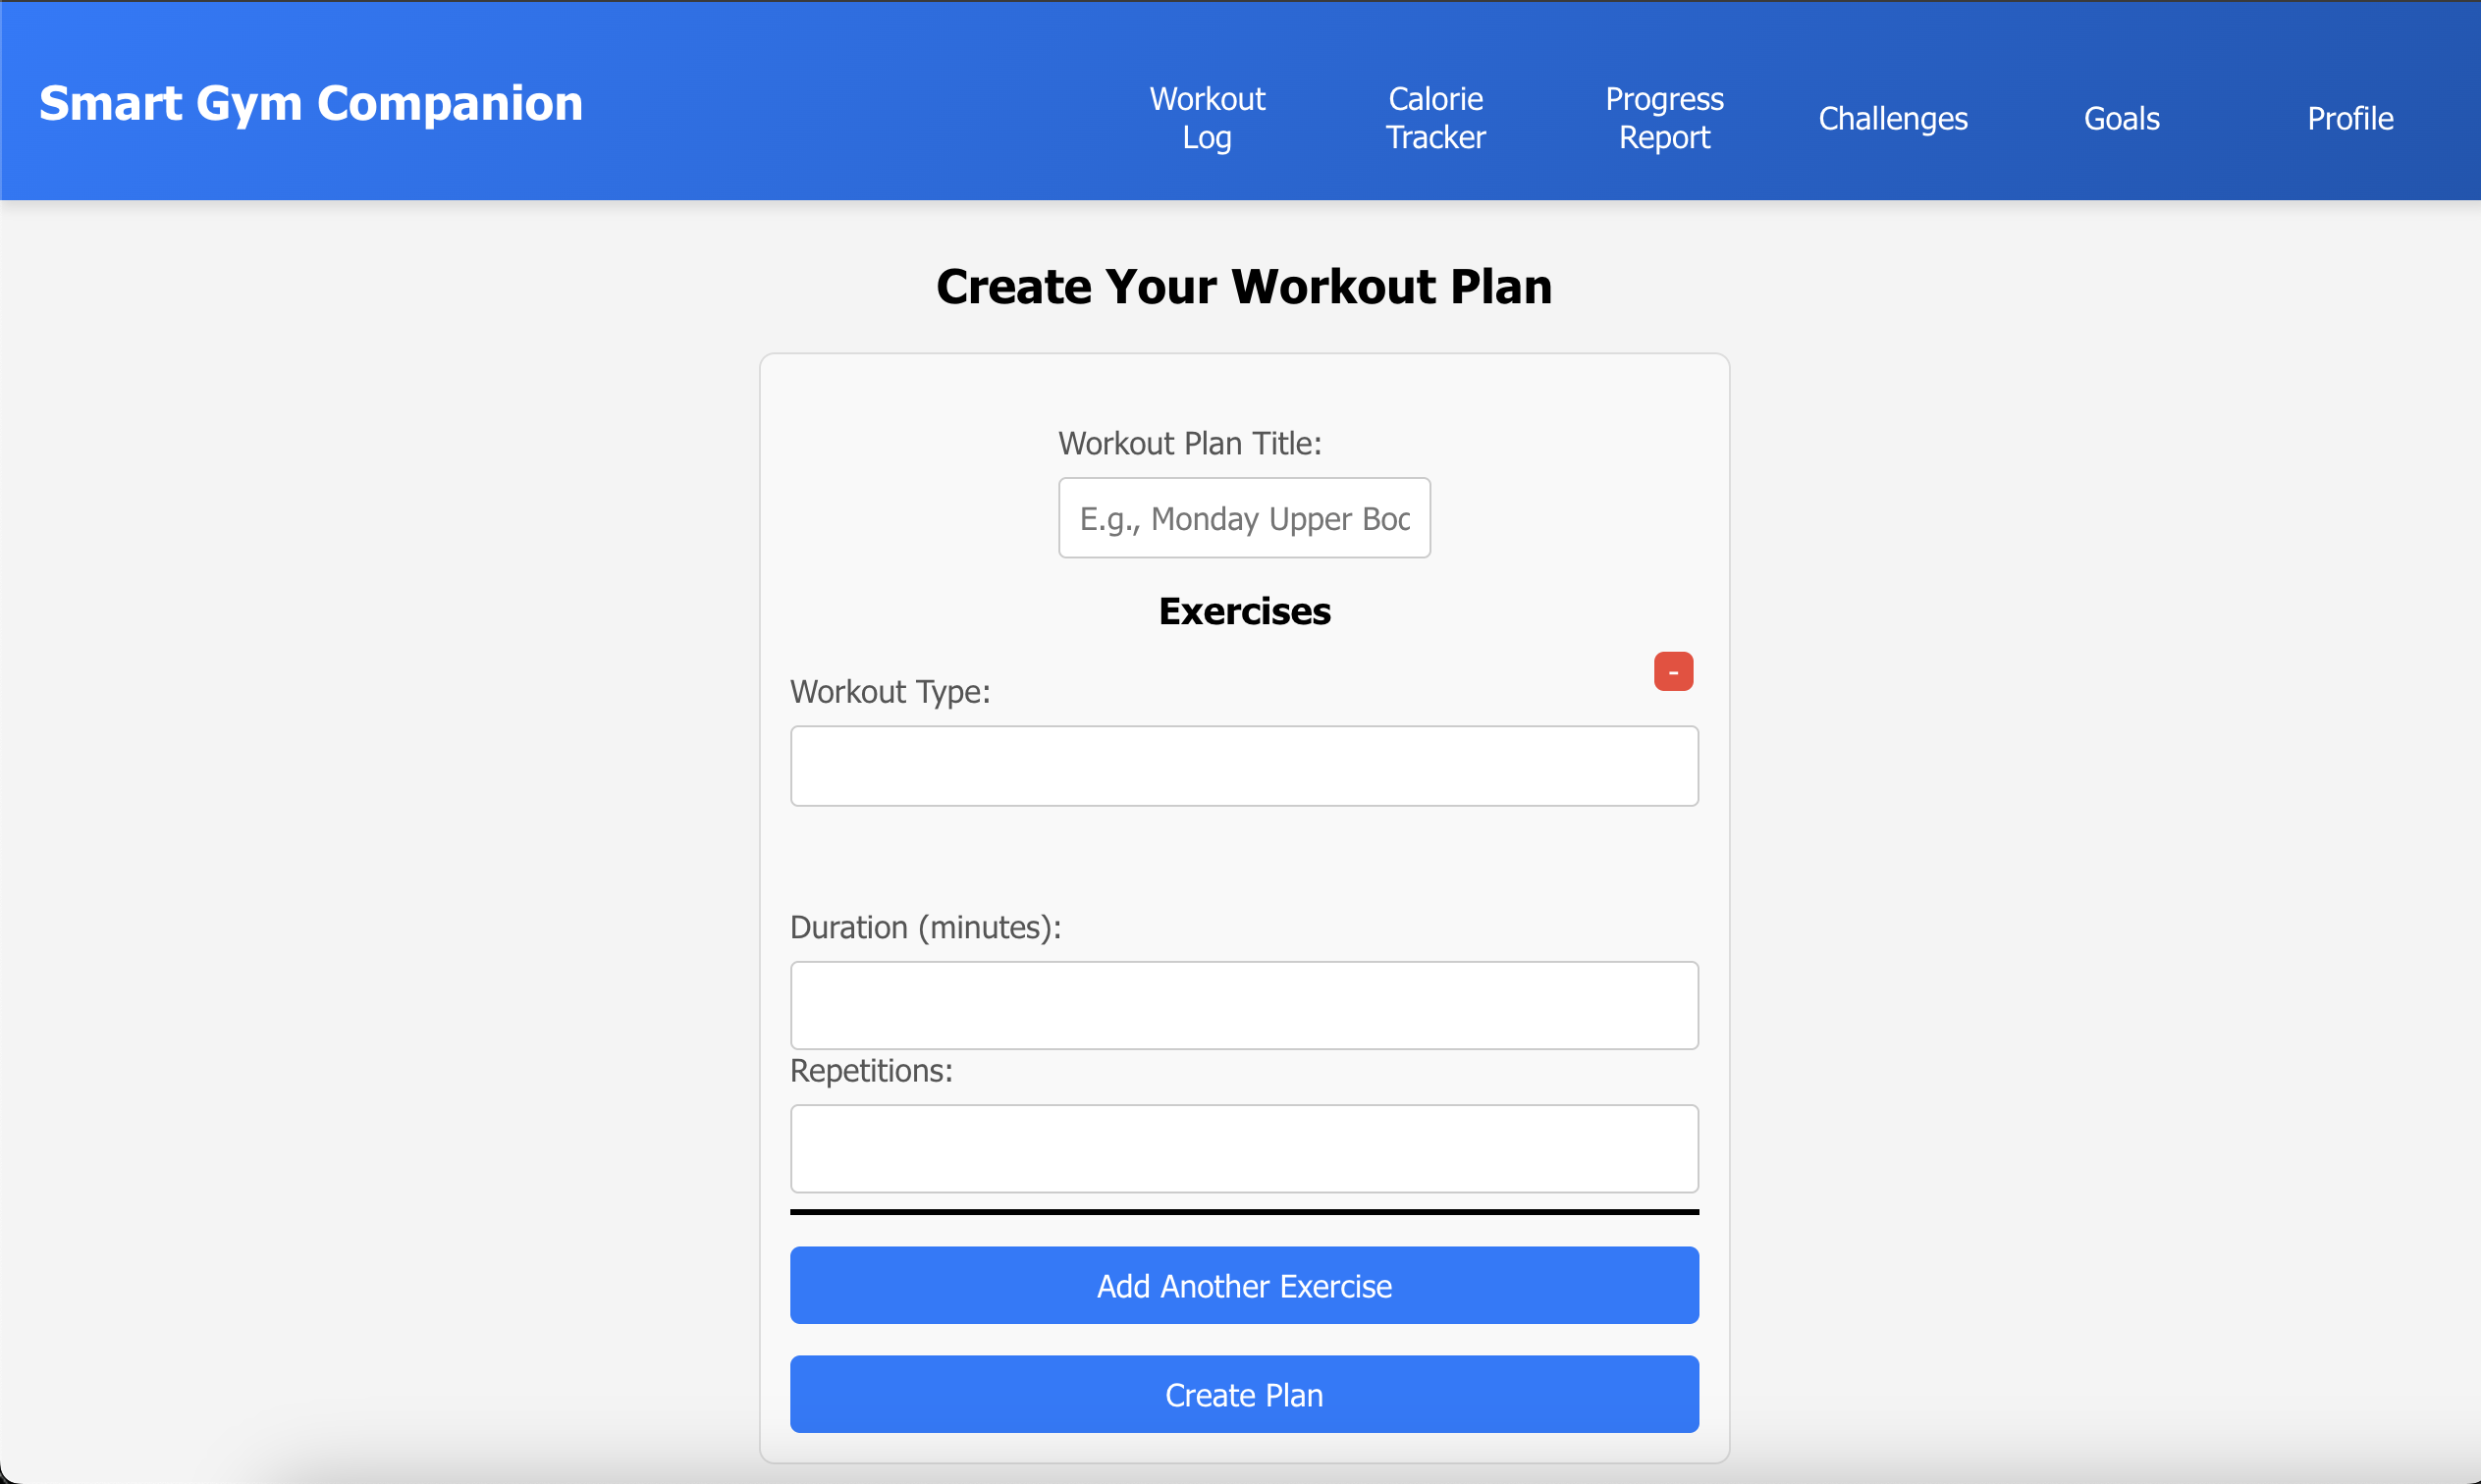 Smart Gym Companion
Workout
Log
Calorie
Tracker
Progress
Report
Challenges
Goals
Profile
Create Your Workout Plan
Workout Plan Title:
E.g., Monday Upper Boc
Exercises
-
Workout Type:
Duration (minutes):
Repetitions:
Add Another Exercise
Create Plan